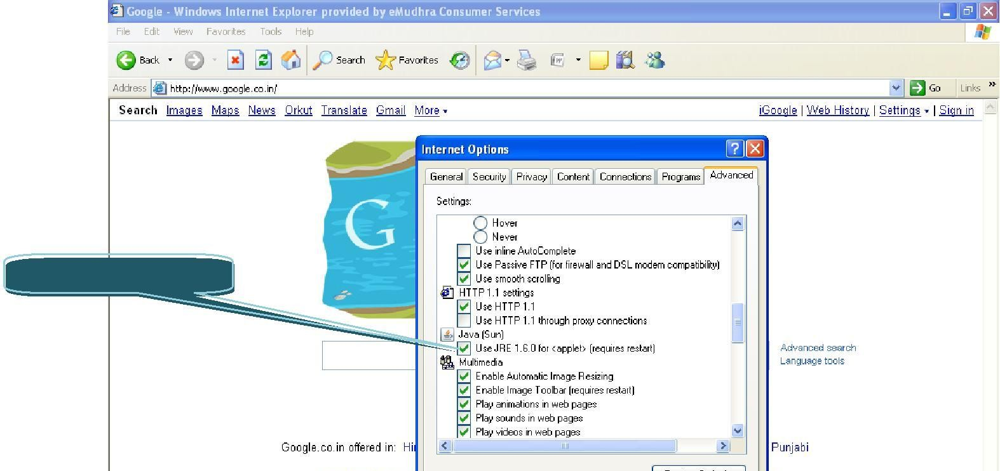 Google - Windows Internet Explorer provided by eMudhra Consumer Services
File Edit View Favorites Tools Help
Back Search Favorites
Address http://www.google.co.in/ Go Links »
Search Images Maps News Orkut Translate Gmail More iGoogle | Web History | Settings | Sign in
Internet Options
General Security Privacy Content Connections Programs Advanced
Settings:
Hover
Never
Use inline AutoComplete
Use Passive FTP (for firewall and DSL modem compatibility)
Use smooth scrolling
HTTP 1.1 settings
Use HTTP 1.1
Use HTTP 1.1 through proxy connections
Java (Sun)
Use JRE 1.6.0 for <applet> (requires restart)
Multimedia
Enable Automatic Image Resizing
Enable Image Toolbar (requires restart)
Play animations in web pages
Play sounds in web pages
Play videos in web pages
G
Advanced search
Language tools
Google.co.in offered in: Hi Punjabi